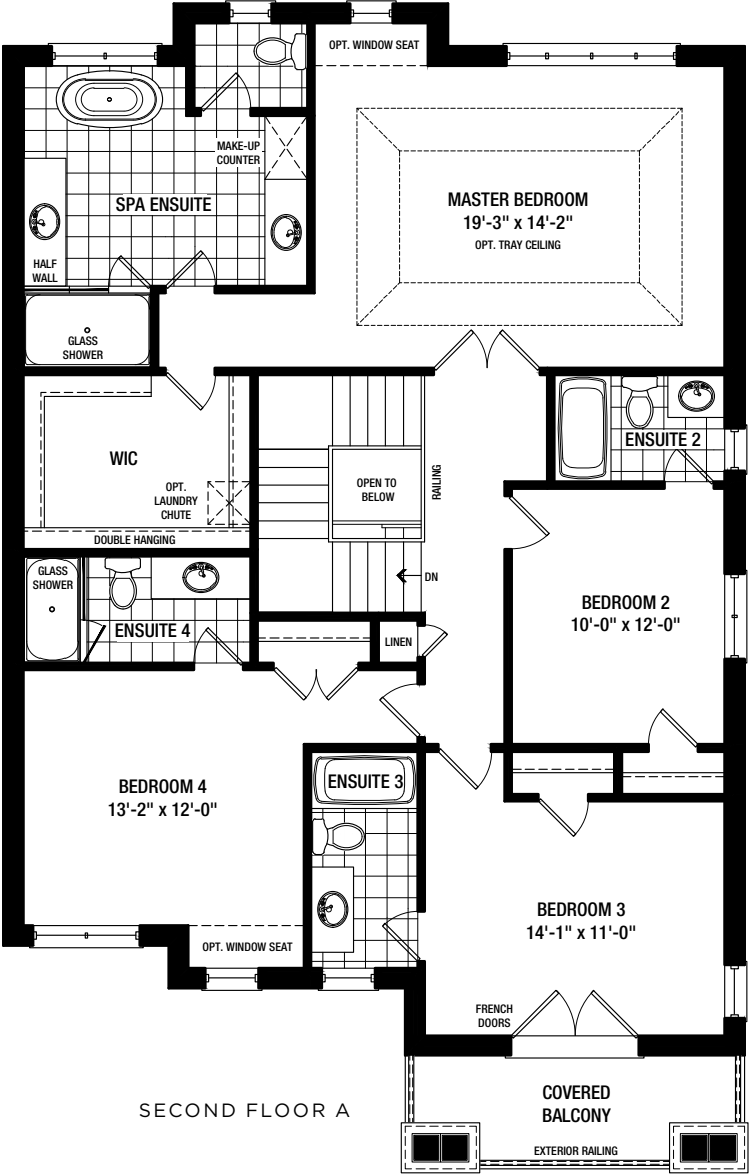 OPT. WINDOW SEAT
MAKE-UP
COUNTER
SPA ENSUITE
MASTER BEDROOM
19'-3" x 14'-2"
OPT. TRAY CEILING
HALF
WALL
GLASS
SHOWER
WIC
OPT.
LAUNDRY
CHUTE
DOUBLE HANGING
OPEN TO
BELOW
RAILING
DN
ENSUITE 2
GLASS
SHOWER
ENSUITE 4
LINEN
BEDROOM 2
10'-0" x 12'-0"
BEDROOM 4
13'-2" x 12'-0"
ENSUITE 3
OPT. WINDOW SEAT
BEDROOM 3
14'-1" x 11'-0"
FRENCH
DOORS
COVERED
BALCONY
EXTERIOR RAILING
SECOND FLOOR A